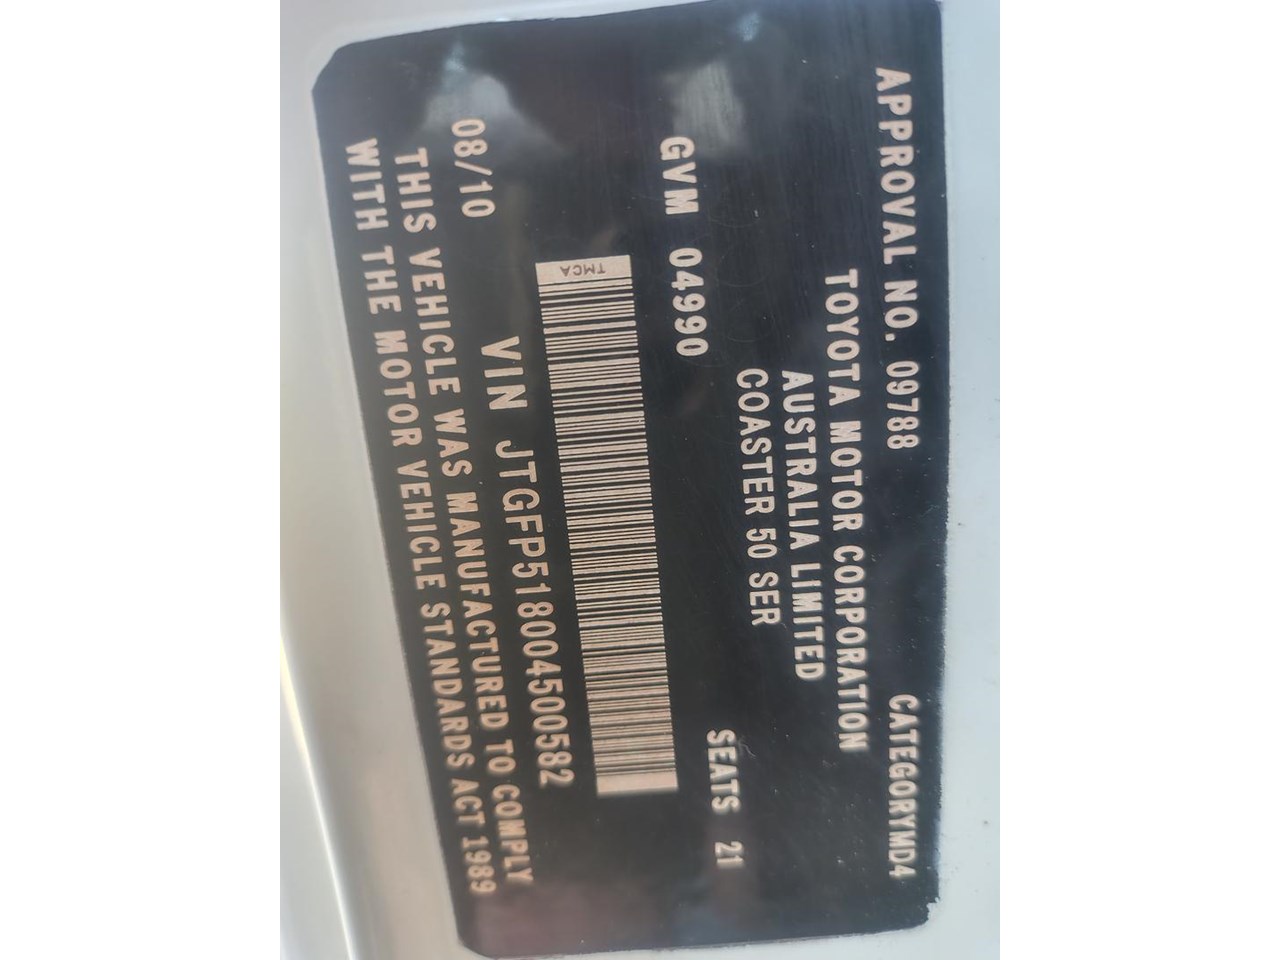 APPROVAL NO. 09788 CATEGORYMD4
TOYOTA MOTOR CORPORATION
AUSTRALIA LIMITED
COASTER 50 SER
GVM 04990 SEATS 21
TMCA
VIN JTGFP518004500582
08/10
THIS VEHICLE WAS MANUFACTURED TO COMPLY
WITH THE MOTOR VEHICLE STANDARDS ACT 1989